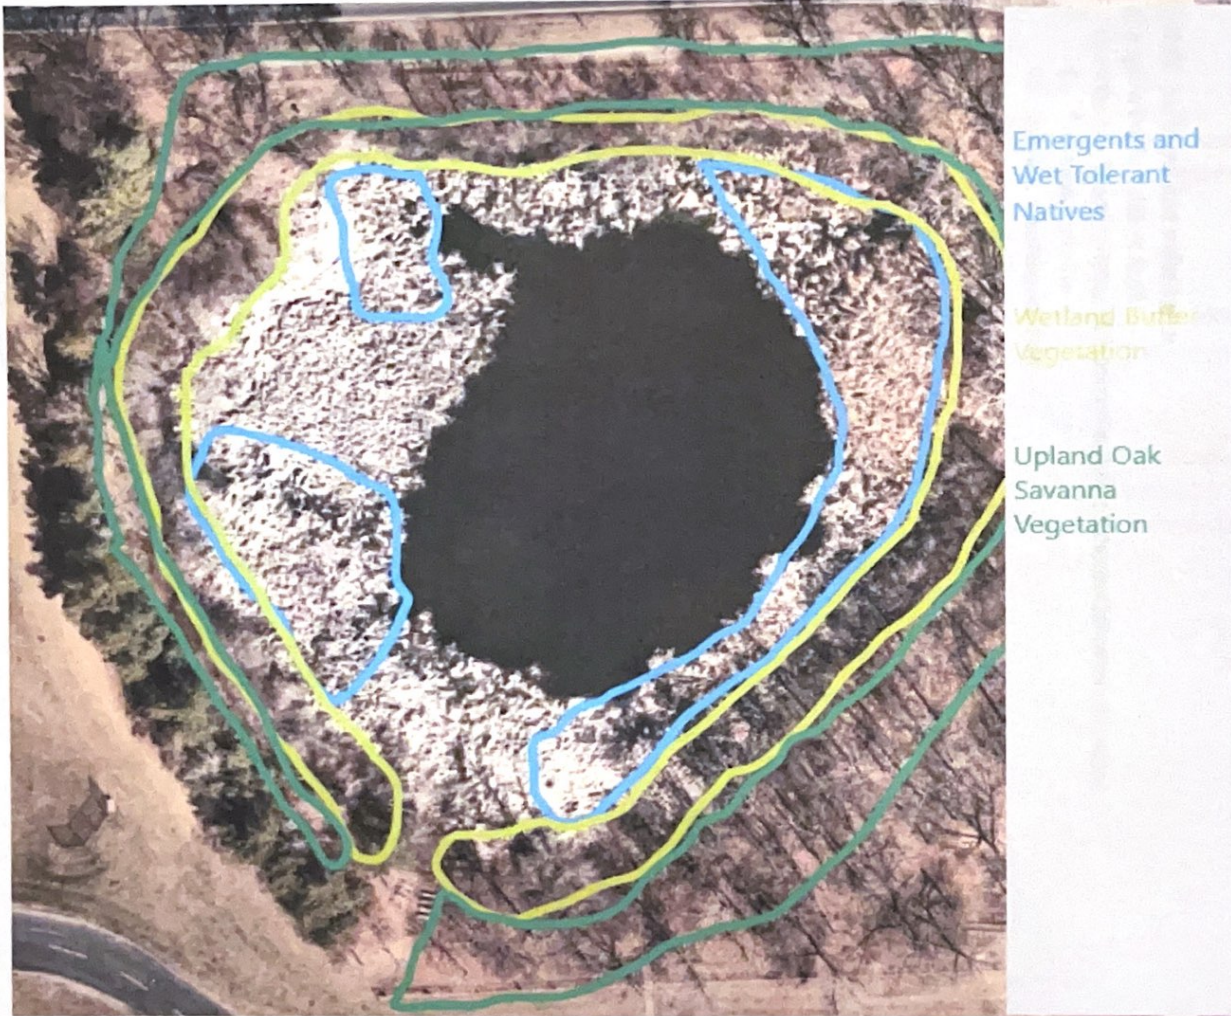 Emergents and
Wet Tolerant
Natives
Wetland Buffer
Vegetation
Upland Oak
Savanna
Vegetation